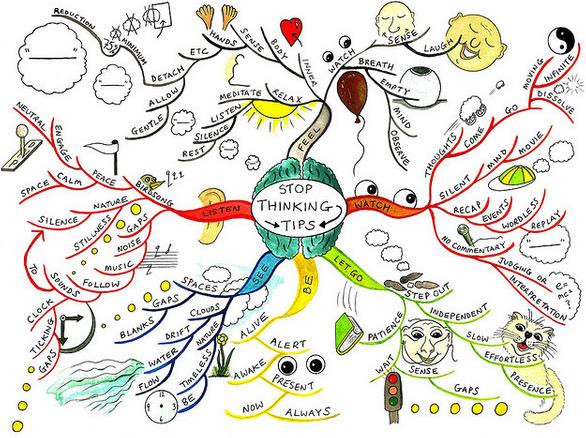 STOP
THINKING
TIPS
FEEL
RELAX
MEDITATE
LISTEN
SILENCE
REST
GENTLE
ALLOW
DETACH
ETC
MINIMUM
REDUCTION
HANDS
SENSE
BODY
INNER
WATCH
SENSE
LAUGH
BREATH
EMPTY
MIND
OBSERVE
WATCH
THOUGHTS
COME
GO
MOVING
INFINITE
DISSOLVE
SILENT
MIND
MOVIE
RECAP
EVENTS
WORDLESS
REPLAY
NO COMMENTARY
JUDGING OR
INTERPRETATION
LET GO
STEP OUT
INDEPENDENT
SLOW
EFFORTLESS
PRESENCE
PATIENCE
WAIT
SENSE
GAPS
BE
ALIVE
ALERT
AWAKE
PRESENT
NOW
ALWAYS
SEE
SPACES
GAPS
BLANKS
CLOUDS
DRIFT
NATURE
WATER
FLOW
TIMELESS
BE
LISTEN
BIRDSONG
PEACE
CALM
SPACE
ENGAGE
NEUTRAL
NATURE
SILENCE
STILLNESS
GAPS
NOISE
MUSIC
FOLLOW
SOUNDS
TO
CLOCK
TICKING
GAPS